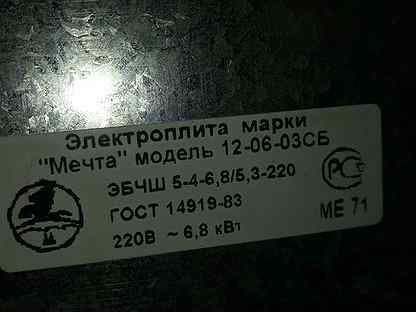 Электроплита марки
"Мечта" модель 12-06-03СБ
ЭБЧШ 5-4-6,8/5,3-220
ГОСТ 14919-83
220В ~ 6,8 кВт
РС
МЕ 71